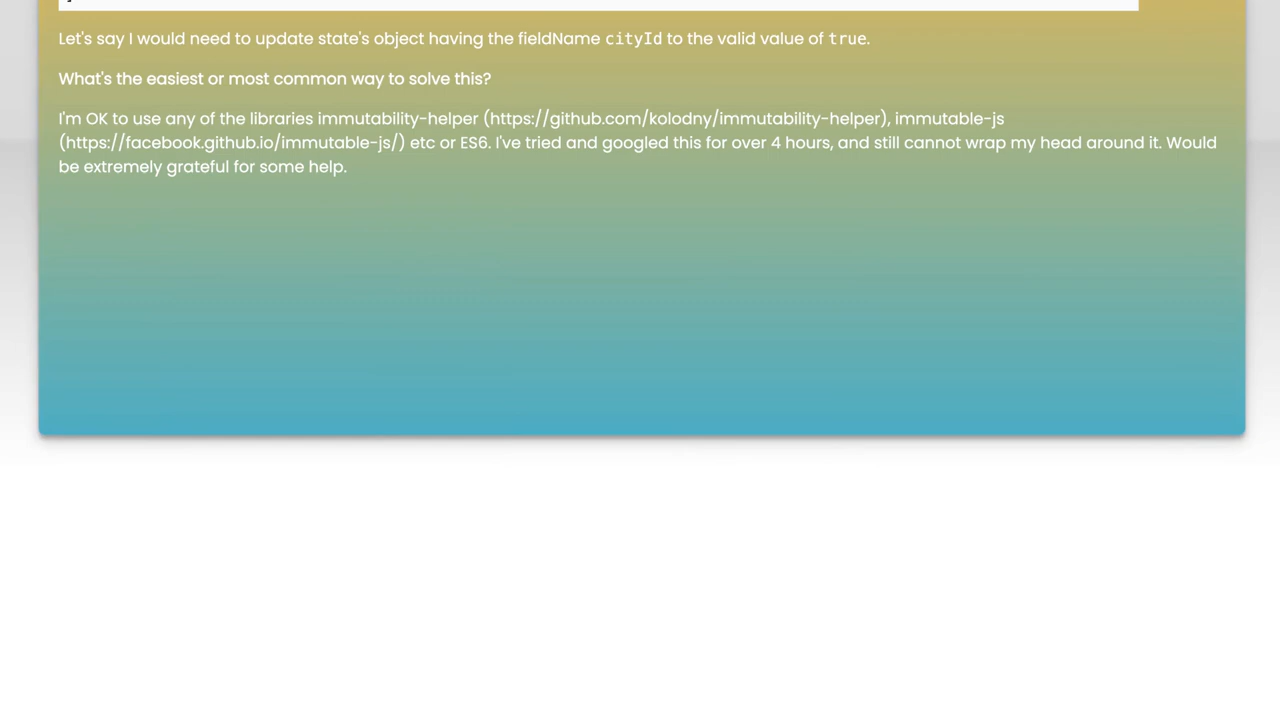 Let's say I would need to update state's object having the fieldName cityId to the valid value of true.
What's the easiest or most common way to solve this?
I'm OK to use any of the libraries immutability-helper (https://github.com/kolodny/immutability-helper), immutable-js
(https://facebook.github.io/immutable-js/) etc or ES6. I've tried and googled this for over 4 hours, and still cannot wrap my head around it. Would
be extremely grateful for some help.